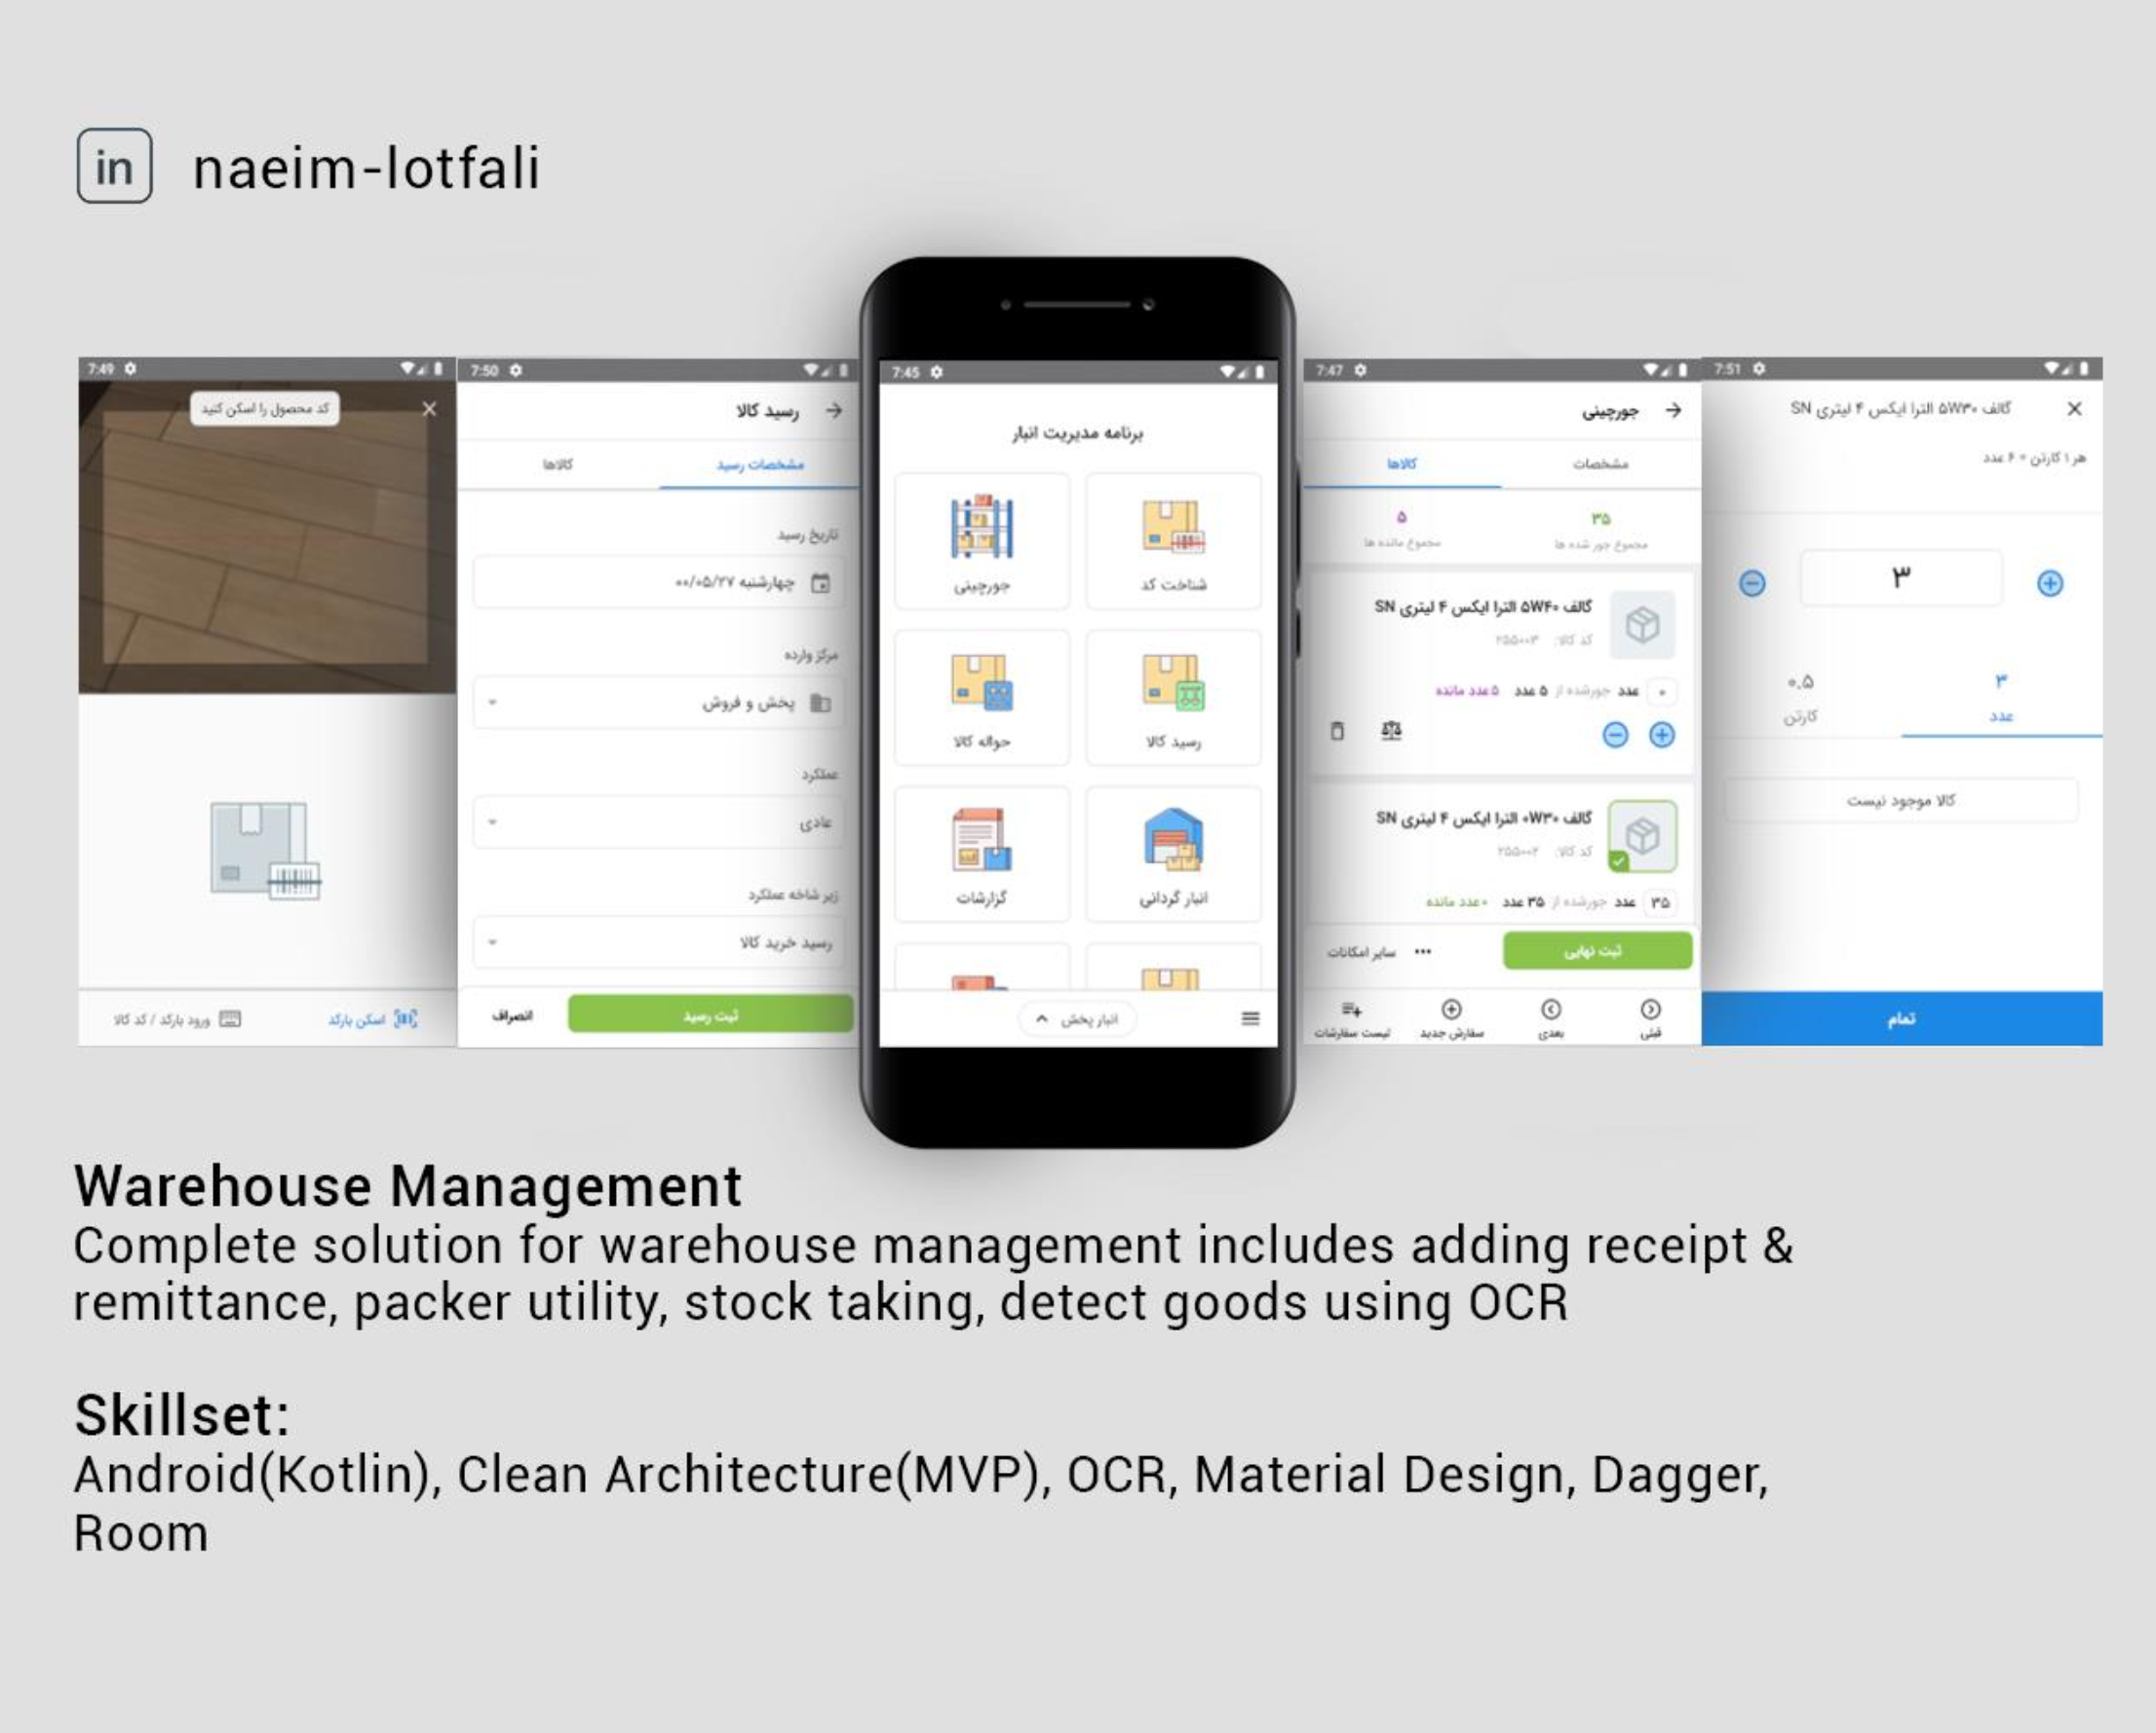 in naeim-lotfali
7:49
کد محصول را اسکن کنید
اسکن بارکد
ورود بارکد / کد کالا
7:50
رسید کالا
مشخصات رسید
کالاها
تاریخ رسید
چهارشنبه ۰۰/۰۵/۲۷
مرکز وارده
پخش و فروش
عملکرد
عادی
زیر شاخه عملکرد
رسید خرید کالا
ثبت رسید
انصراف
7:45
برنامه مدیریت انبار
شناخت کد
جورچینی
رسید کالا
حواله کالا
انبار گردانی
گزارشات
انبار پخش
7:47
جورچینی
مشخصات
کالاها
۳۵
۵
مجموع جور شده ها
مجموع مانده ها
گالف ۵W۴۰ الترا ایکس ۴ لیتری SN
کد کالا: ۲۵۵۰۰۳
۰ عدد جورشده از ۵ عدد ۵ عدد مانده
گالف ۰W۳۰ الترا ایکس ۴ لیتری SN
کد کالا: ۲۵۵۰۰۲
۳۵ عدد جورشده از ۳۵ عدد ۰ عدد مانده
ثبت نهایی
سایر امکانات
قبلی
بعدی
سفارش جدید
لیست سفارشات
7:51
گالف ۵W۳۰ الترا ایکس ۴ لیتری SN
هر ۱ کارتن = ۶ عدد
۳
۳
عدد
۰.۵
کارتن
کالا موجود نیست
تمام
Warehouse Management
Complete solution for warehouse management includes adding receipt &
remittance, packer utility, stock taking, detect goods using OCR
Skillset:
Android(Kotlin), Clean Architecture(MVP), OCR, Material Design, Dagger,
Room